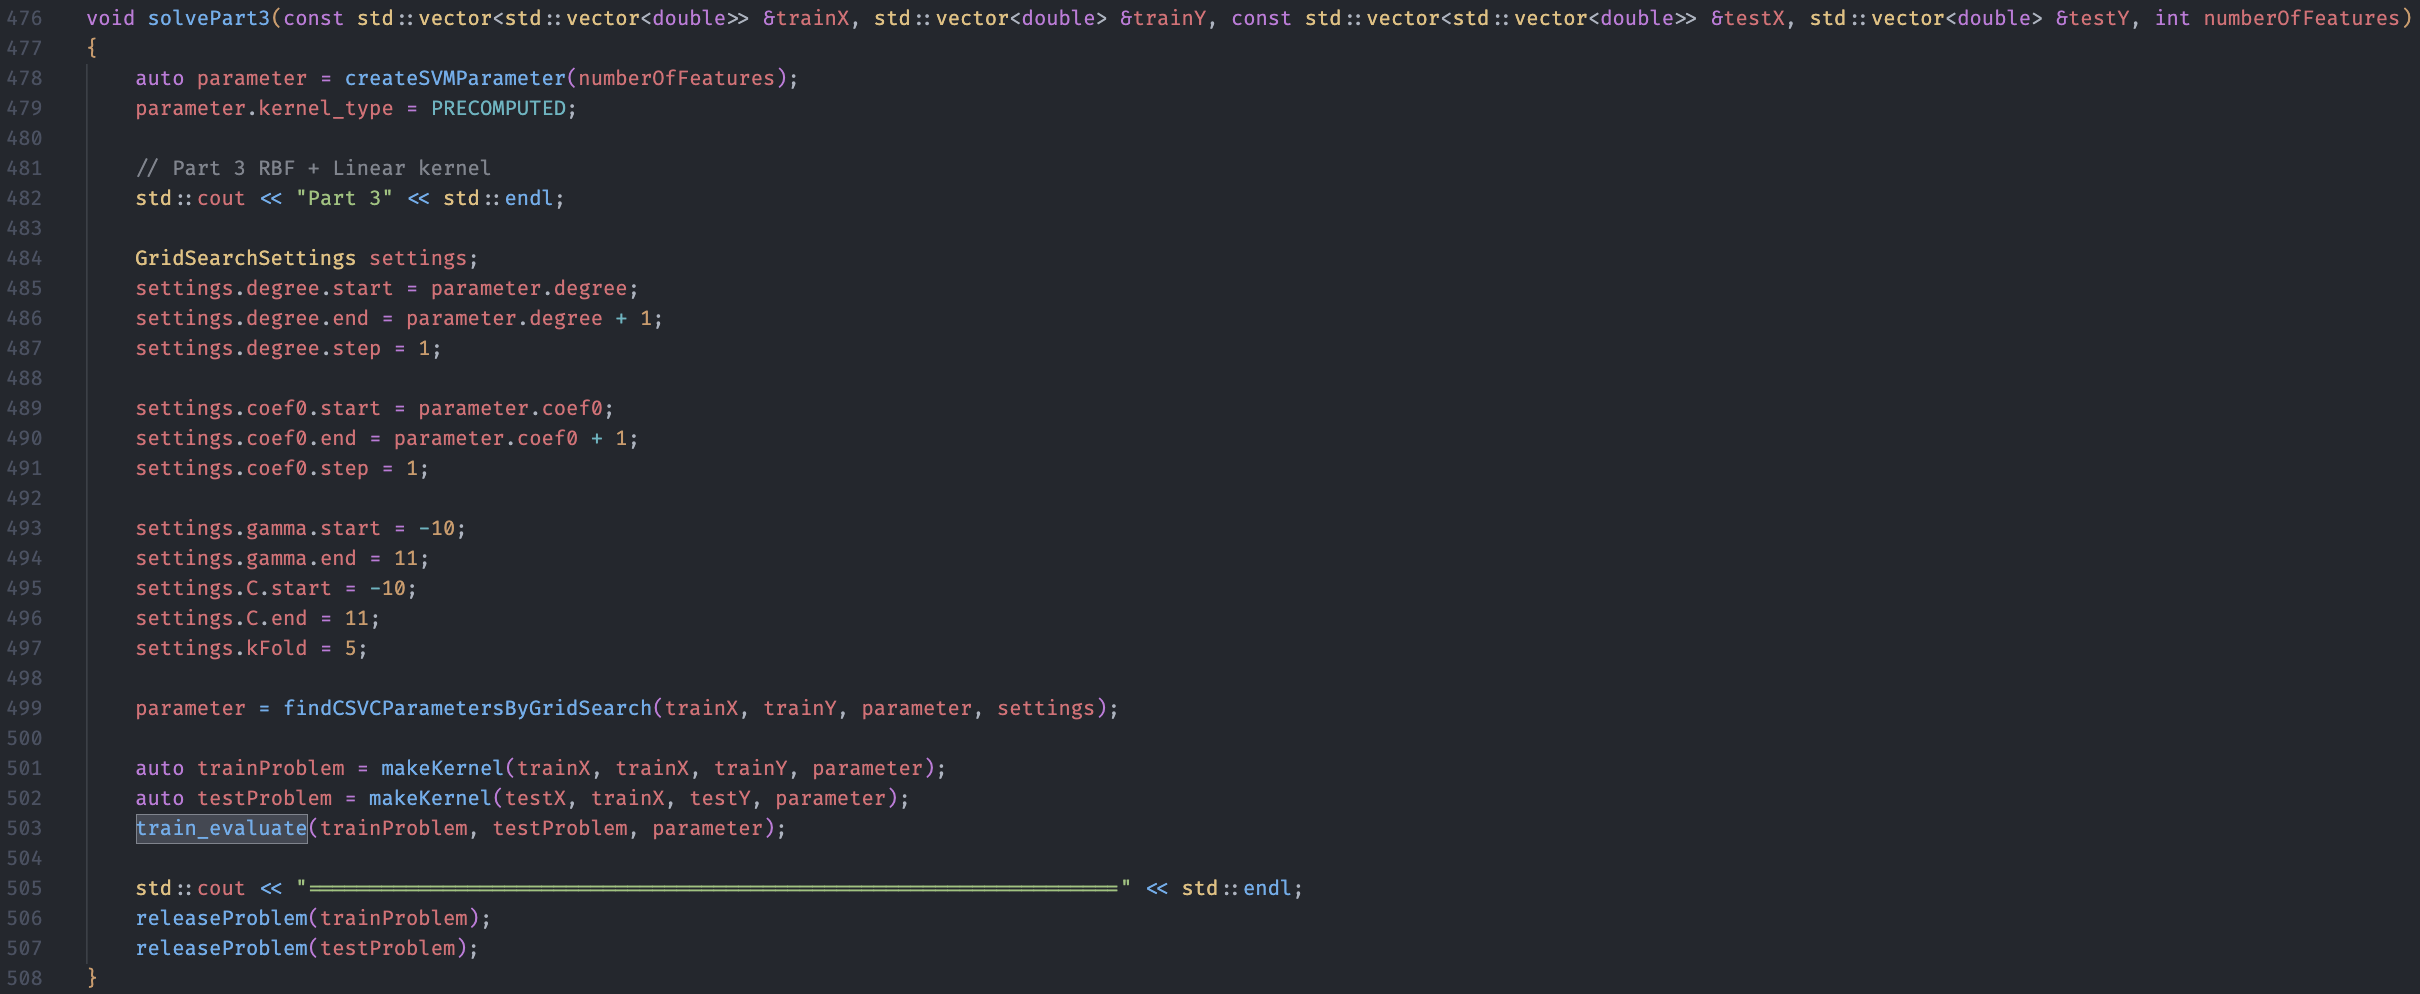 476 void solvePart3(const std::vector<std::vector<double>> &trainX, std::vector<double> &trainY, const std::vector<std::vector<double>> &testX, std::vector<double> &testY, int numberOfFeatures)
477 {
478     auto parameter = createSVMParameter(numberOfFeatures);
479     parameter.kernel_type = PRECOMPUTED;
480
481     // Part 3 RBF + Linear kernel
482     std::cout << "Part 3" << std::endl;
483
484     GridSearchSettings settings;
485     settings.degree.start = parameter.degree;
486     settings.degree.end = parameter.degree + 1;
487     settings.degree.step = 1;
488
489     settings.coef0.start = parameter.coef0;
490     settings.coef0.end = parameter.coef0 + 1;
491     settings.coef0.step = 1;
492
493     settings.gamma.start = -10;
494     settings.gamma.end = 11;
495     settings.C.start = -10;
496     settings.C.end = 11;
497     settings.kFold = 5;
498
499     parameter = findCSVCParametersByGridSearch(trainX, trainY, parameter, settings);
500
501     auto trainProblem = makeKernel(trainX, trainX, trainY, parameter);
502     auto testProblem = makeKernel(testX, trainX, testY, parameter);
503     train_evaluate(trainProblem, testProblem, parameter);
504
505     std::cout << "==================================================================" << std::endl;
506     releaseProblem(trainProblem);
507     releaseProblem(testProblem);
508 }